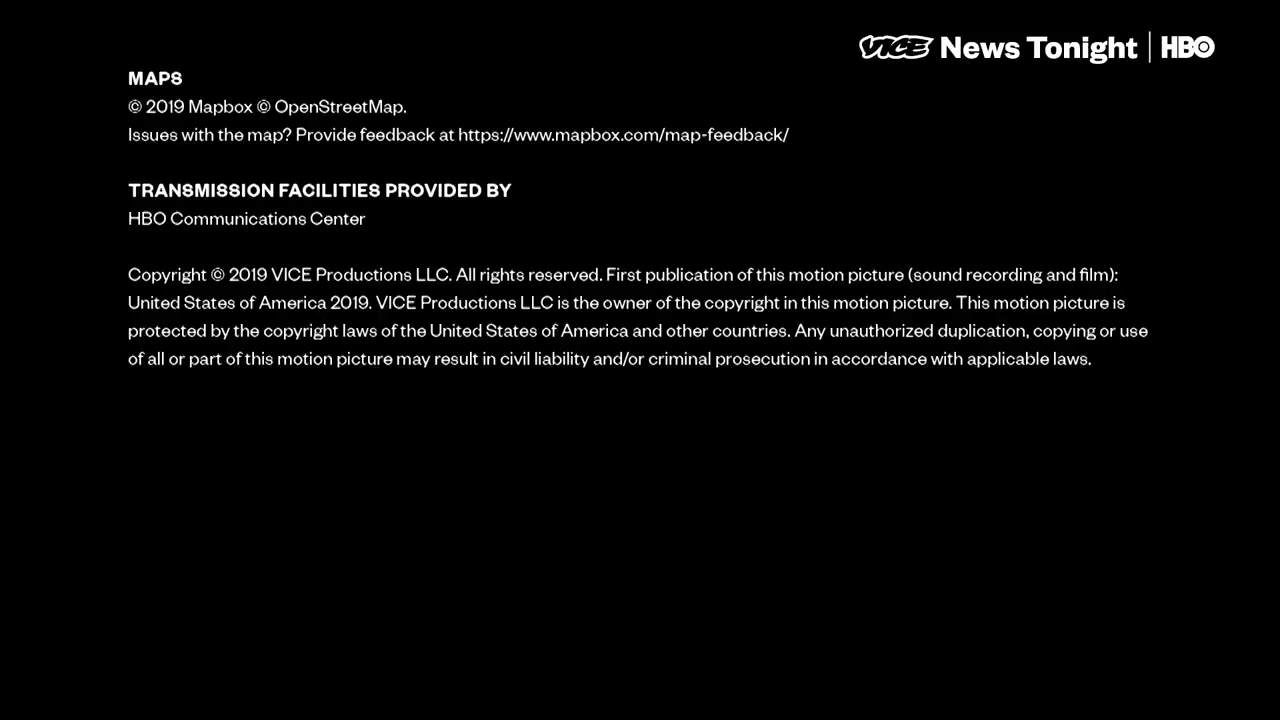 VICE News Tonight | HBO
MAPS
© 2019 Mapbox © OpenStreetMap.
Issues with the map? Provide feedback at https://www.mapbox.com/map-feedback/
TRANSMISSION FACILITIES PROVIDED BY
HBO Communications Center
Copyright © 2019 VICE Productions LLC. All rights reserved. First publication of this motion picture (sound recording and film):
United States of America 2019. VICE Productions LLC is the owner of the copyright in this motion picture. This motion picture is
protected by the copyright laws of the United States of America and other countries. Any unauthorized duplication, copying or use
of all or part of this motion picture may result in civil liability and/or criminal prosecution in accordance with applicable laws.